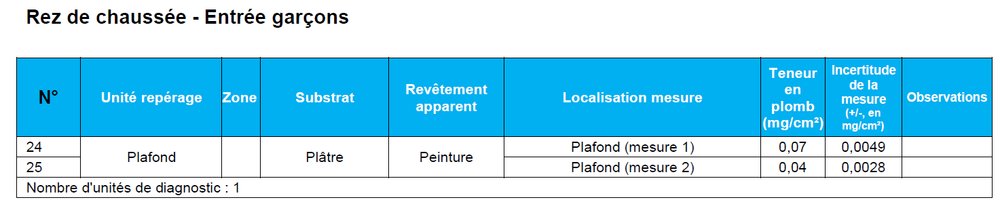 Rez de chaussée - Entrée garçons
N° Unité repérage Zone Substrat Revêtement apparent Localisation mesure Teneur en plomb (mg/cm²) Incertitude de la mesure (+/-, en mg/cm²) Observations
24 Plafond Plâtre Peinture Plafond (mesure 1) 0,07 0,0049
25 Plafond (mesure 2) 0,04 0,0028
Nombre d'unités de diagnostic : 1